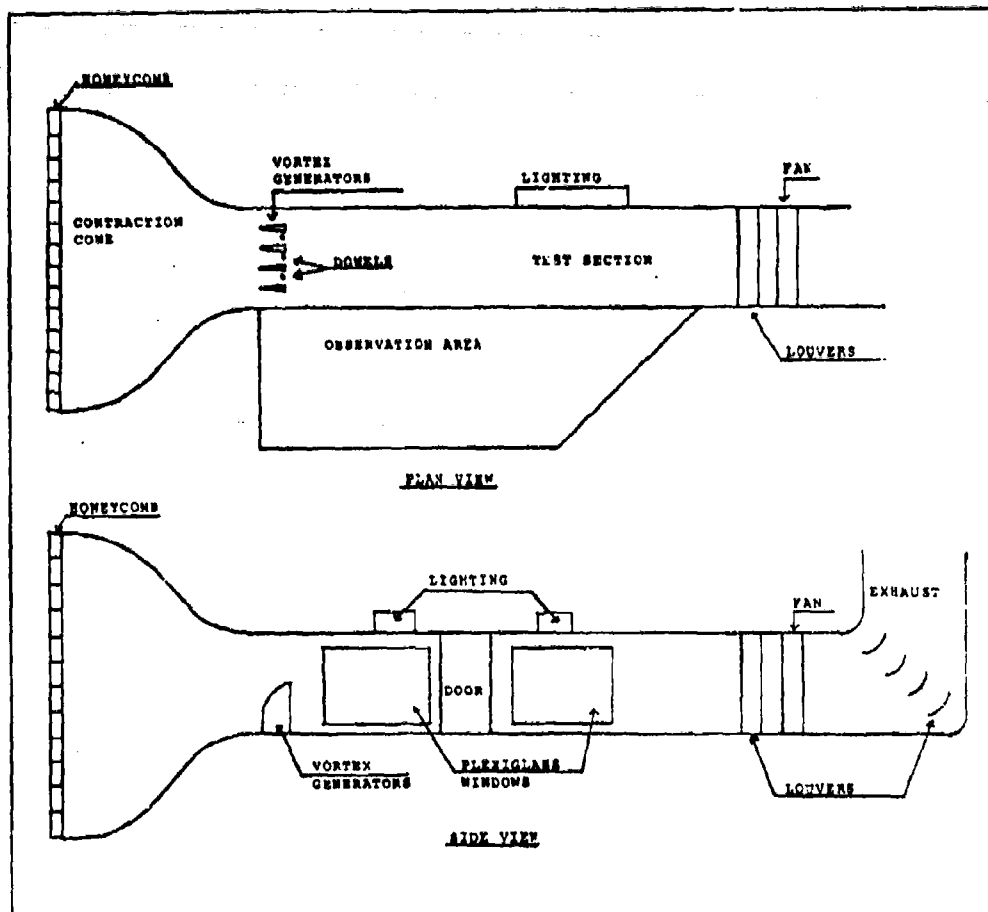 HONEYCOMB
VORTEX
GENERATORS
LIGHTING
FAN
CONTRACTION
CONE
DOWELS
TEST SECTION
OBSERVATION AREA
LOUVERS
PLAN VIEW
HONEYCOMB
LIGHTING
FAN
EXHAUST
DOOR
VORTEX
GENERATORS
PLEXIGLASS
WINDOWS
LOUVERS
SIDE VIEW